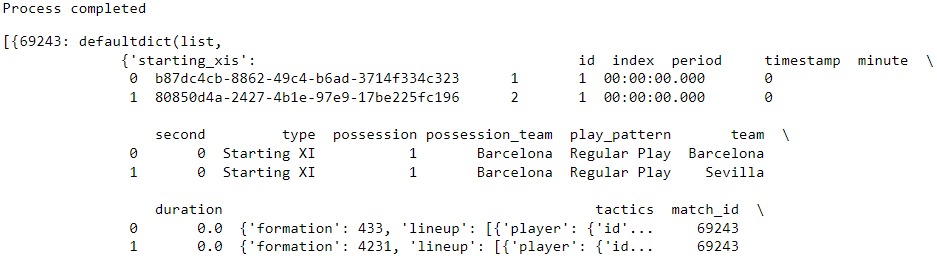 Process completed
[{69243: defaultdict(list,
{'starting_xis': id index period timestamp minute \
0 b87dc4cb-8862-49c4-b6ad-3714f334c323 1 1 00:00:00.000 0
1 80850d4a-2427-4b1e-97e9-17be225fc196 2 1 00:00:00.000 0
second type possession possession_team play_pattern team \
0 0 Starting XI 1 Barcelona Regular Play Barcelona
1 0 Starting XI 1 Barcelona Regular Play Sevilla
duration tactics match_id \
0 0.0 {'formation': 433, 'lineup': [{'player': {'id'... 69243
1 0.0 {'formation': 4231, 'lineup': [{'player': {'id... 69243